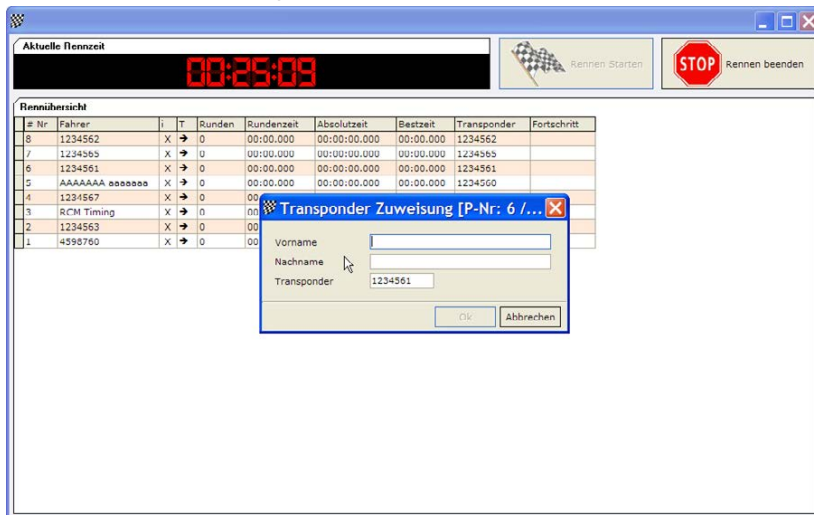 Aktuelle Rennzeit
00:25:09
Rennen Starten
STOP Rennen beenden
Rennübersicht
# Nr Fahrer i T Runden Rundenzeit Absolutzeit Bestzeit Transponder Fortschritt
8 1234562 X → 0 00:00.000 00:00:00.000 00:00.000 1234562
7 1234565 X → 0 00:00.000 00:00:00.000 00:00.000 1234565
6 1234561 X → 0 00:00.000 00:00:00.000 00:00.000 1234561
5 AAAAAAA aaaaaaa X → 0 00:00.000 00:00:00.000 00:00.000 1234560
4 1234567 X → 0 00
3 RCM Timing X → 0 00
2 1234563 X → 0 00
1 4598760 X → 0 00
Transponder Zuweisung [P-Nr: 6 /...
Vorname
Nachname
Transponder 1234561
Ok Abbrechen